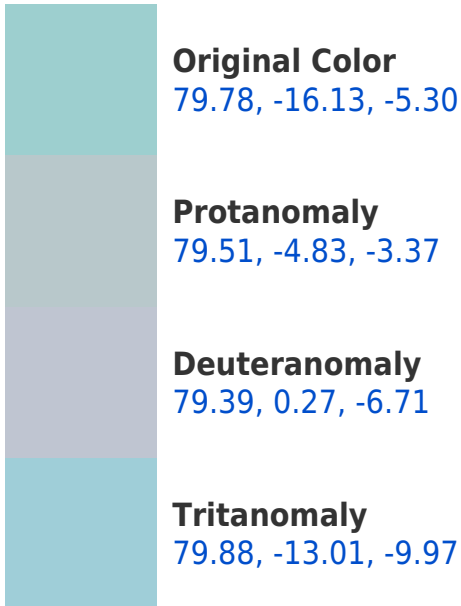 Original Color
79.78, -16.13, -5.30
Protanomaly
79.51, -4.83, -3.37
Deuteranomaly
79.39, 0.27, -6.71
Tritanomaly
79.88, -13.01, -9.97